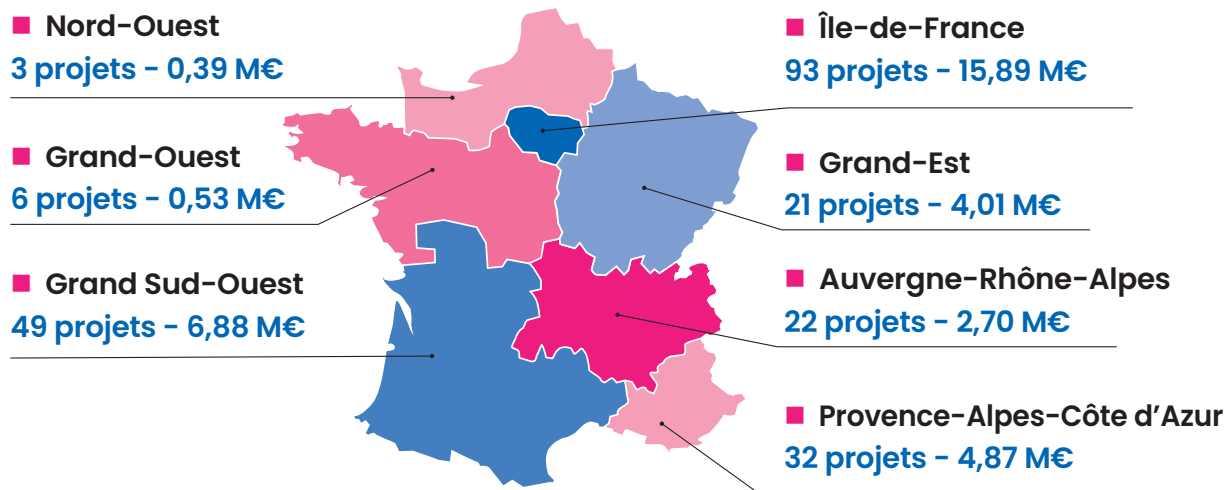 Nord-Ouest
3 projets - 0,39 M€
Grand-Ouest
6 projets - 0,53 M€
Grand Sud-Ouest
49 projets - 6,88 M€
Île-de-France
93 projets - 15,89 M€
Grand-Est
21 projets - 4,01 M€
Auvergne-Rhône-Alpes
22 projets - 2,70 M€
Provence-Alpes-Côte d’Azur
32 projets - 4,87 M€